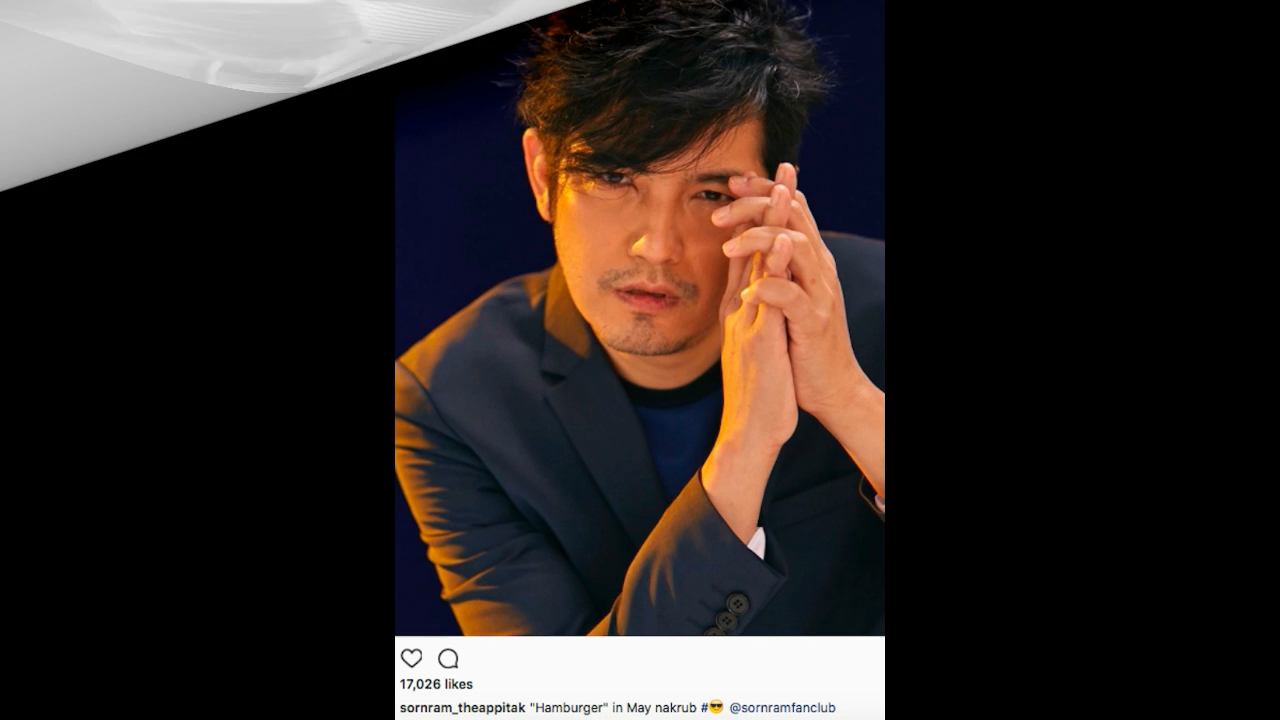 17,026 likes
sornram_theappitak "Hamburger" in May nakrub #😎 @sornramfanclub